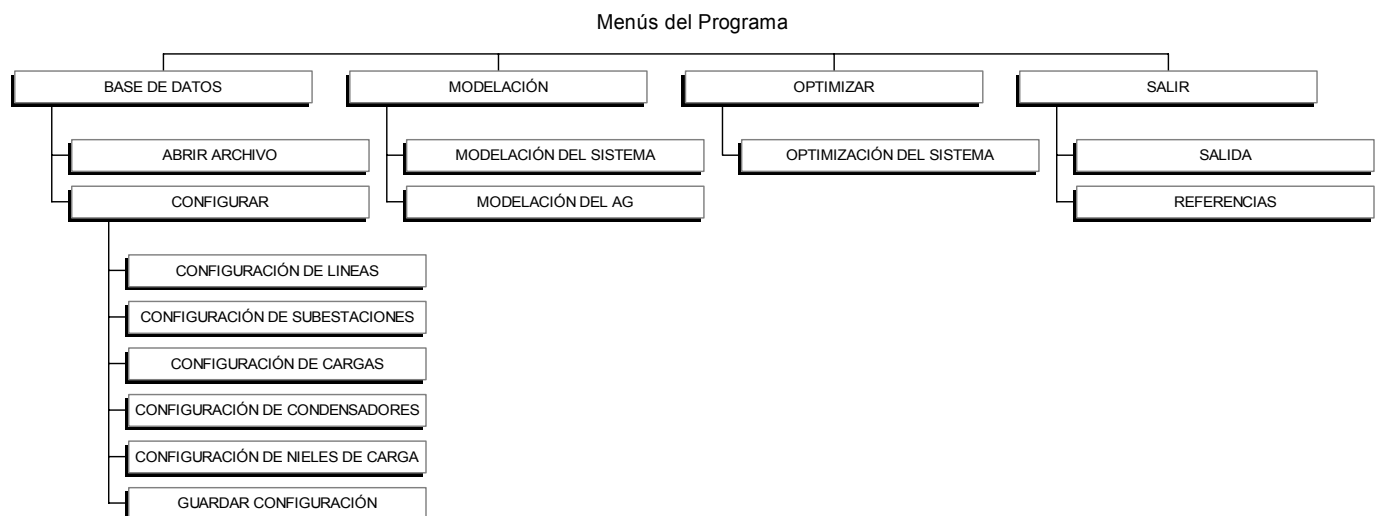 Menús del Programa
BASE DE DATOS
MODELACIÓN
OPTIMIZAR
SALIR
ABRIR ARCHIVO
MODELACIÓN DEL SISTEMA
OPTIMIZACIÓN DEL SISTEMA
SALIDA
CONFIGURAR
MODELACIÓN DEL AG
REFERENCIAS
CONFIGURACIÓN DE LINEAS
CONFIGURACIÓN DE SUBESTACIONES
CONFIGURACIÓN DE CARGAS
CONFIGURACIÓN DE CONDENSADORES
CONFIGURACIÓN DE NIELES DE CARGA
GUARDAR CONFIGURACIÓN